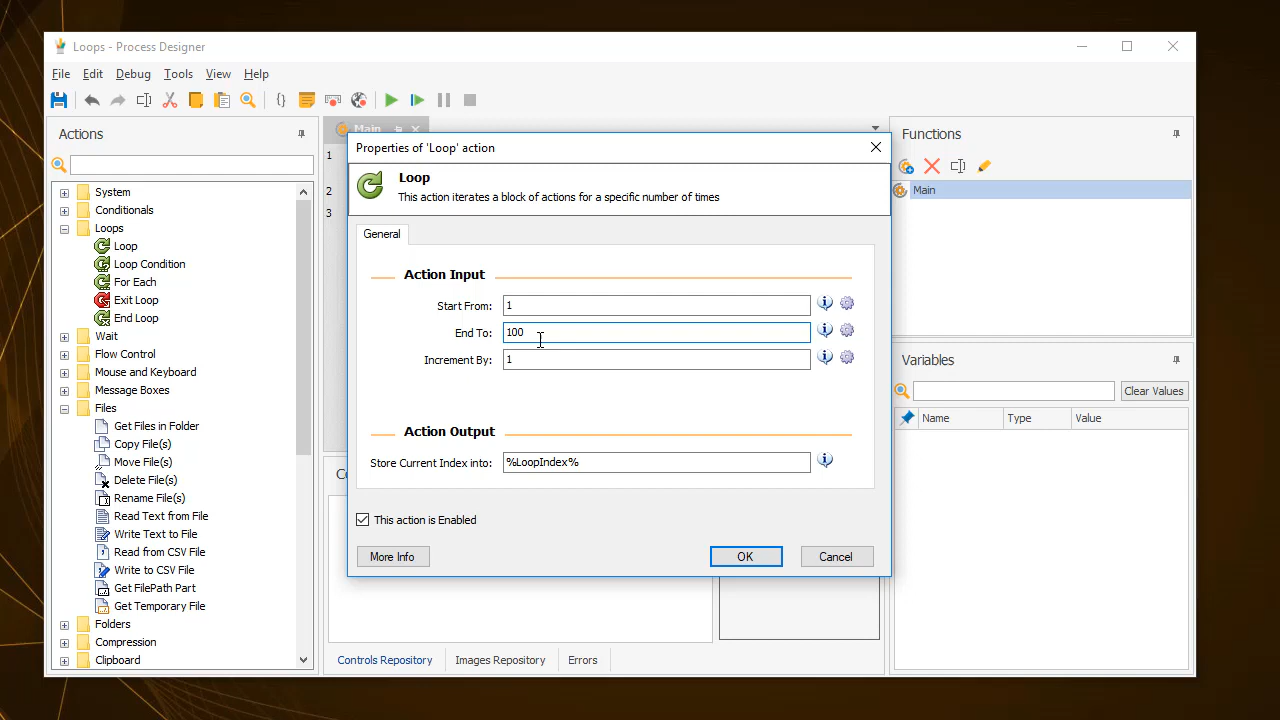 Loops - Process Designer
File Edit Debug Tools View Help
Actions
System
Conditionals
Loops
Loop
Loop Condition
For Each
Exit Loop
End Loop
Wait
Flow Control
Mouse and Keyboard
Message Boxes
Files
Get Files in Folder
Copy File(s)
Move File(s)
Delete File(s)
Rename File(s)
Read Text from File
Write Text to File
Read from CSV File
Write to CSV File
Get FilePath Part
Get Temporary File
Folders
Compression
Clipboard
Main
1
2
3
Properties of 'Loop' action
Loop
This action iterates a block of actions for a specific number of times
General
Action Input
Start From: 1
End To: 100
Increment By: 1
Action Output
Store Current Index into: %LoopIndex%
This action is Enabled
More Info OK Cancel
Controls Repository Images Repository Errors
Functions
Main
Variables
Clear Values
Name Type Value